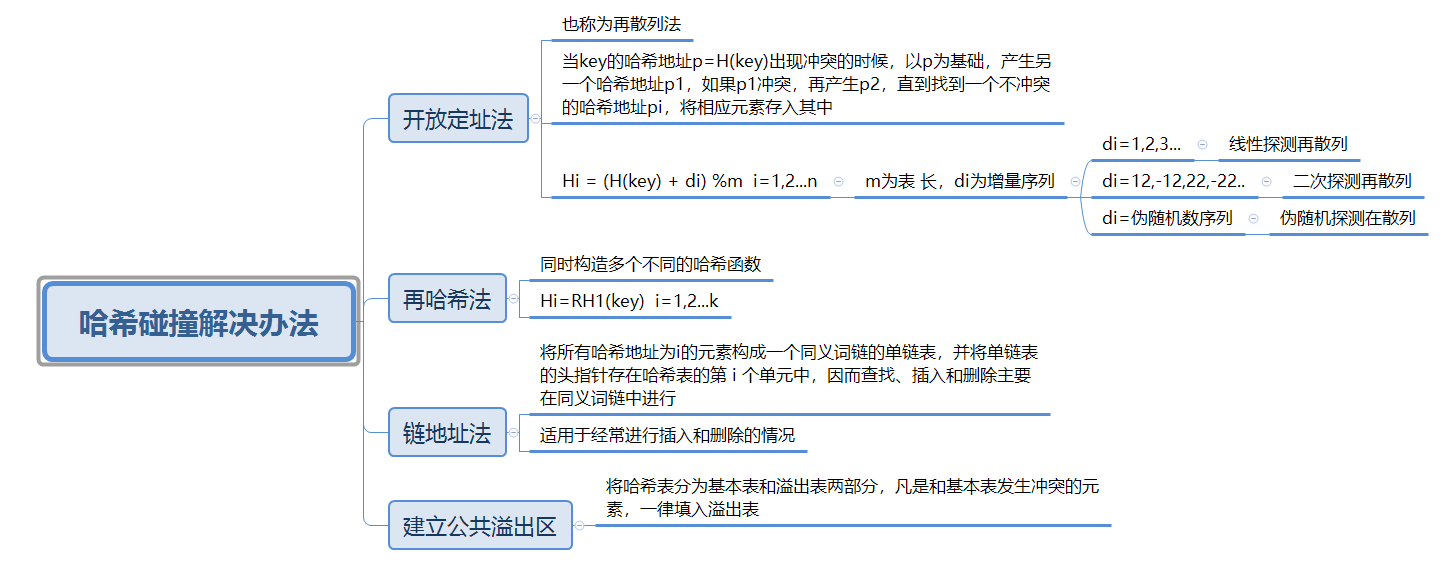 哈希碰撞解决办法
开放定址法
也称为再散列法
当key的哈希地址p=H(key)出现冲突的时候，以p为基础，产生另
一个哈希地址p1，如果p1冲突，再产生p2，直到找到一个不冲突
的哈希地址pi，将相应元素存入其中
Hi = (H(key) + di) %m i=1,2...n
m为表 长，di为增量序列
di=1,2,3...
线性探测再散列
di=12,-12,22,-22..
二次探测再散列
di=伪随机数序列
伪随机探测在散列
再哈希法
同时构造多个不同的哈希函数
Hi=RH1(key) i=1,2...k
链地址法
将所有哈希地址为i的元素构成一个同义词链的单链表，并将单链表
的头指针存在哈希表的第 i 个单元中，因而查找、插入和删除主要
在同义词链中进行
适用于经常进行插入和删除的情况
建立公共溢出区
将哈希表分为基本表和溢出表两部分，凡是和基本表发生冲突的元
素，一律填入溢出表